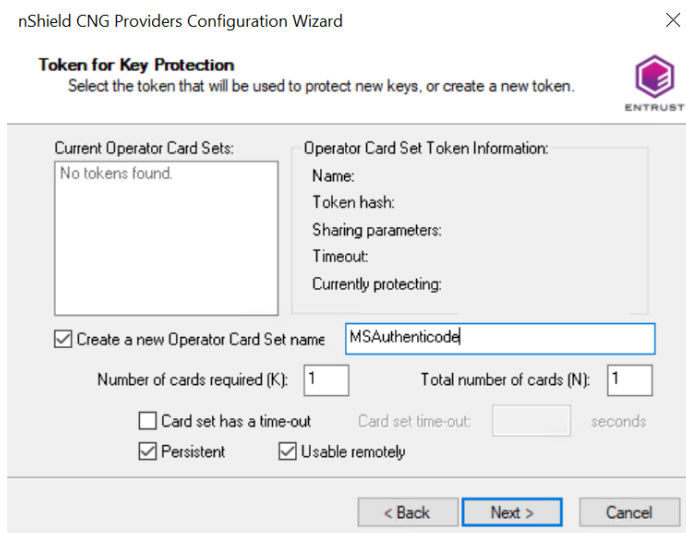 nShield CNG Providers Configuration Wizard
Token for Key Protection
Select the token that will be used to protect new keys, or create a new token.
ENTRUST
Current Operator Card Sets:
No tokens found.
Operator Card Set Token Information:
Name:
Token hash:
Sharing parameters:
Timeout:
Currently protecting:
Create a new Operator Card Set name MSAuthenticode
Number of cards required (K): 1 Total number of cards (N): 1
Card set has a time-out Card set time-out: seconds
Persistent Usable remotely
< Back Next > Cancel